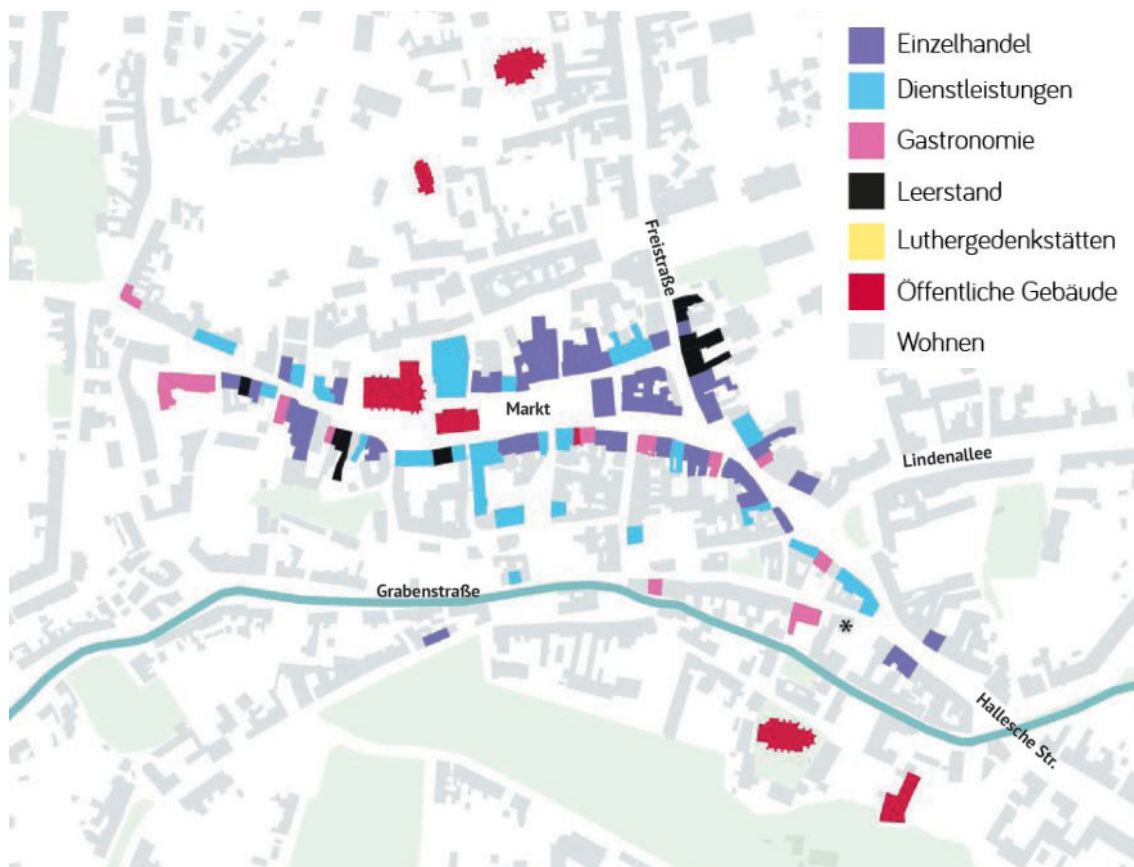 Einzelhandel
Dienstleistungen
Gastronomie
Leerstand
Luthergedenkstätten
Öffentliche Gebäude
Wohnen
Freistraße
Markt
Lindenallee
Grabenstraße
*
Hallesche Str.